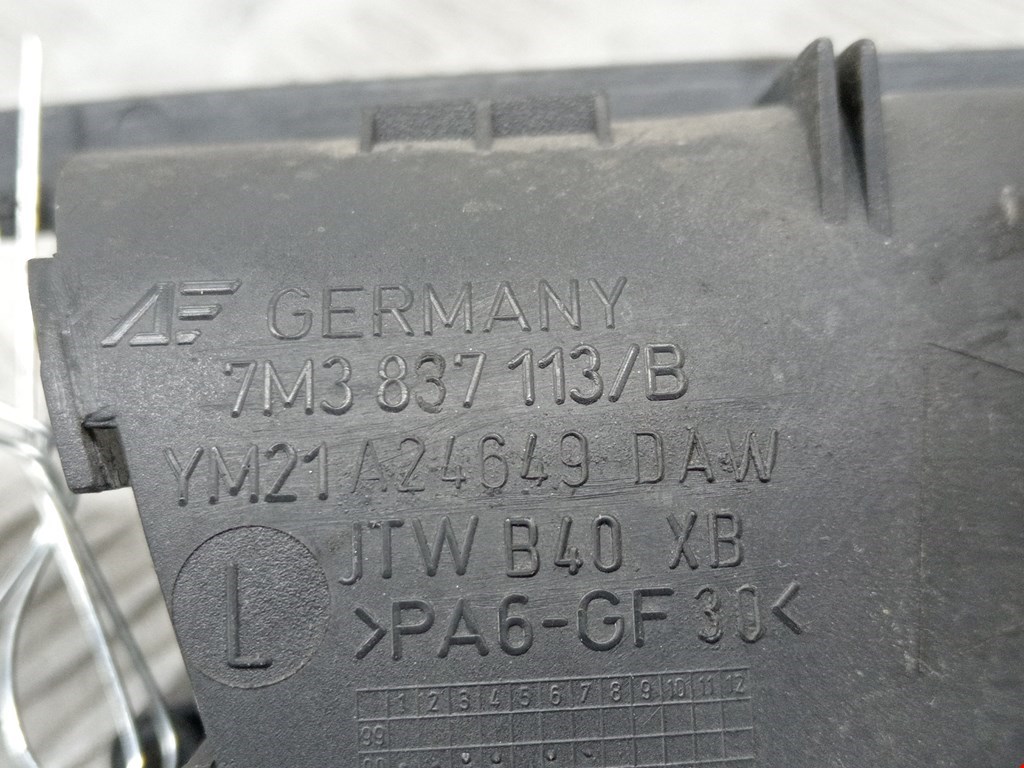 AF GERMANY
7M3 837 113/B
YM21 A24649 DAW
JTW B40 XB
L
>PA6-GF 30<
1 2 3 4 5 6 7 8 9 10 11 12
99